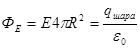 Φ_E = E4πR² = q_шара / ε₀